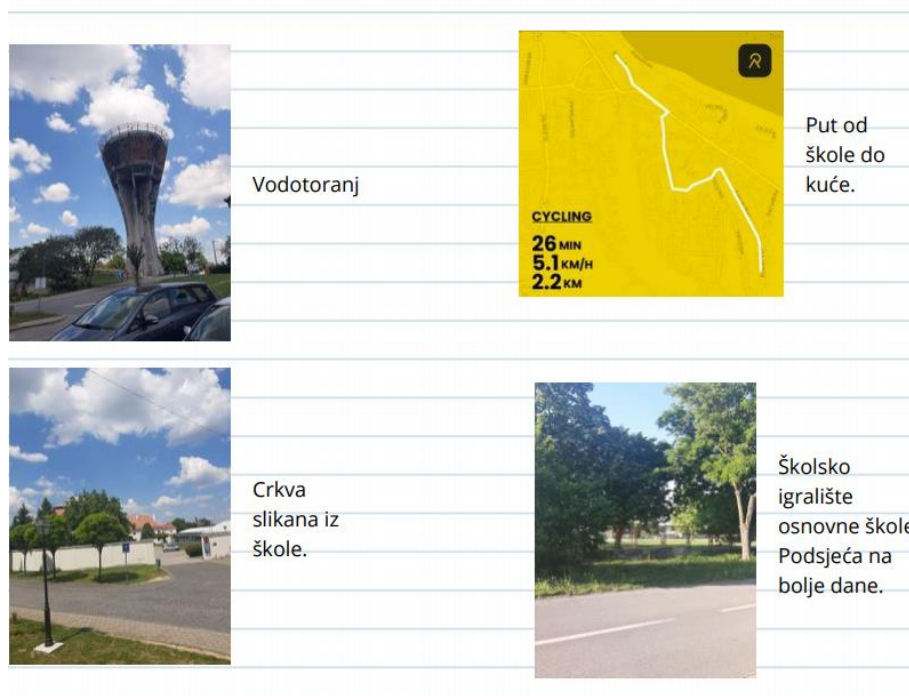 Vodotoranj
CYCLING
26 MIN
5.1 KM/H
2.2 KM
Put od
škole do
kuće.
Crkva
slikana iz
škole.
Školsko
igralište
osnovne škole
Podsjeća na
bolje dane.